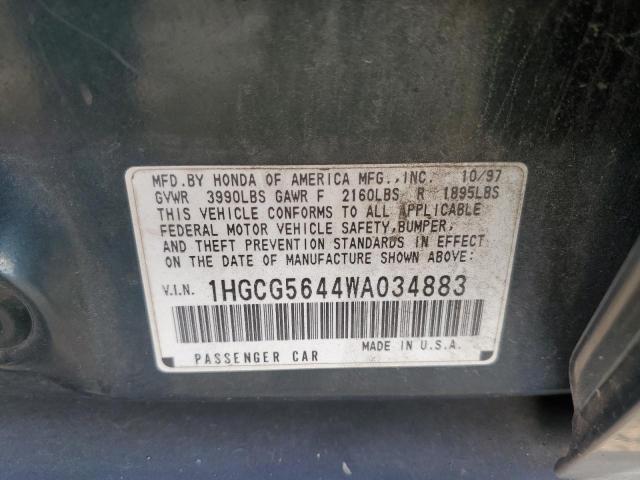 MFD.BY HONDA OF AMERICA MFG.,INC. 10/97
GVWR 3990LBS GAWR F 2160LBS R 1895LBS
THIS VEHICLE CONFORMS TO ALL APPLICABLE
FEDERAL MOTOR VEHICLE SAFETY,BUMPER,
AND THEFT PREVENTION STANDARDS IN EFFECT
ON THE DATE OF MANUFACTURE SHOWN ABOVE:
V.I.N. 1HGCG5644WA034883
PASSENGER CAR MADE IN U.S.A.